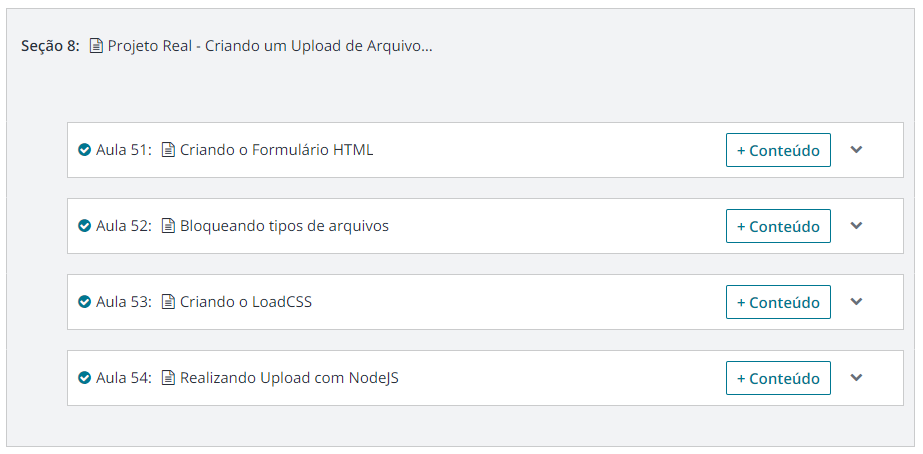 Seção 8: Projeto Real - Criando um Upload de Arquivo...
Aula 51: Criando o Formulário HTML + Conteúdo
Aula 52: Bloqueando tipos de arquivos + Conteúdo
Aula 53: Criando o LoadCSS + Conteúdo
Aula 54: Realizando Upload com NodeJS + Conteúdo